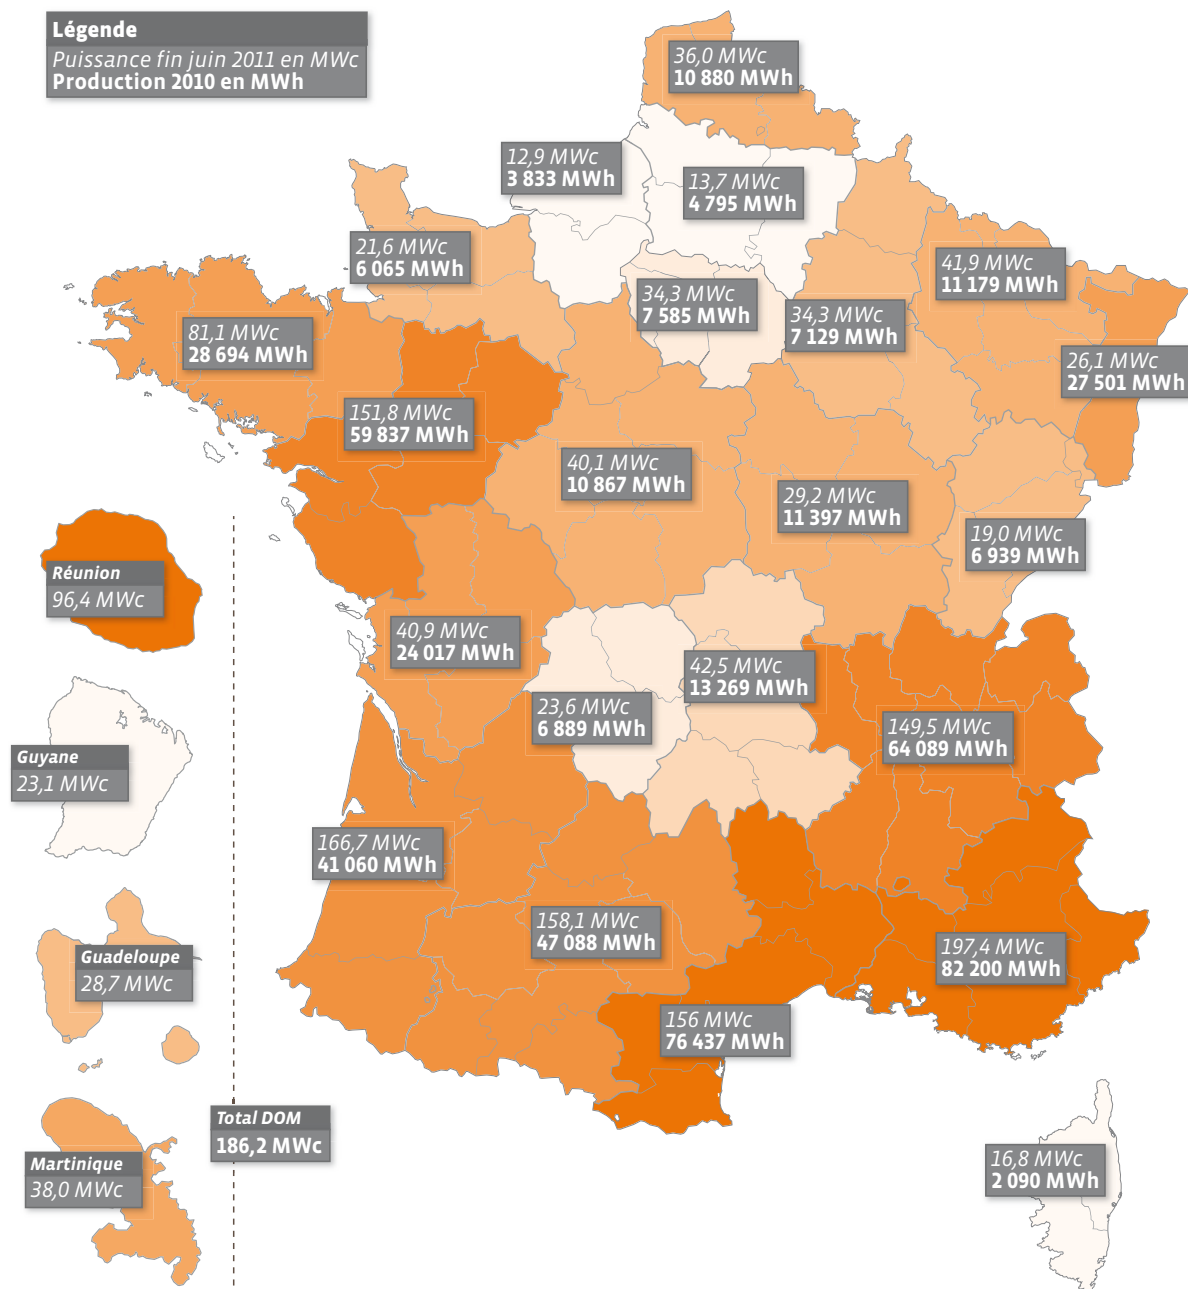 Légende
Puissance fin juin 2011 en MWc
Production 2010 en MWh
36,0 MWc
10 880 MWh
12,9 MWc
3 833 MWh
13,7 MWc
4 795 MWh
21,6 MWc
6 065 MWh
41,9 MWc
11 179 MWh
34,3 MWc
7 585 MWh
34,3 MWc
7 129 MWh
81,1 MWc
28 694 MWh
26,1 MWc
27 501 MWh
151,8 MWc
59 837 MWh
40,1 MWc
10 867 MWh
29,2 MWc
11 397 MWh
19,0 MWc
6 939 MWh
Réunion
96,4 MWc
40,9 MWc
24 017 MWh
42,5 MWc
13 269 MWh
23,6 MWc
6 889 MWh
149,5 MWc
64 089 MWh
Guyane
23,1 MWc
166,7 MWc
41 060 MWh
158,1 MWc
47 088 MWh
197,4 MWc
82 200 MWh
Guadeloupe
28,7 MWc
156 MWc
76 437 MWh
Total DOM
186,2 MWc
Martinique
38,0 MWc
16,8 MWc
2 090 MWh